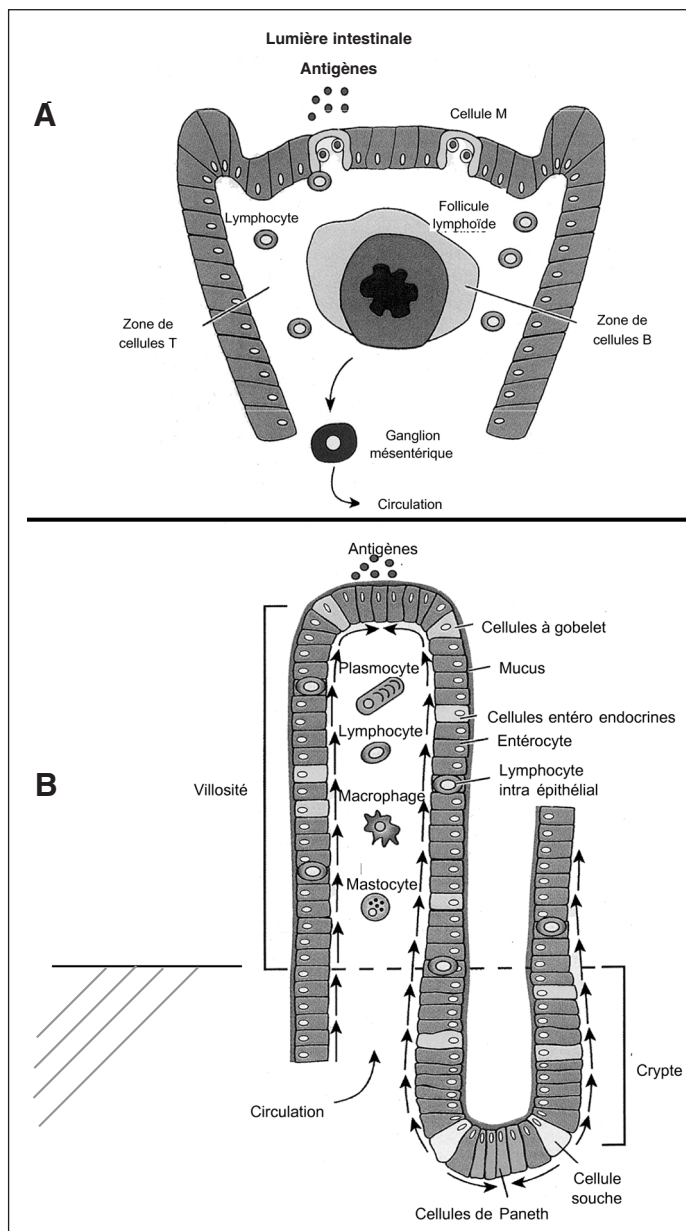 Lumière intestinale
Antigènes
A
Cellule M
Lymphocyte
Follicule
lymphoïde
Zone de
cellules T
Zone de
cellules B
Ganglion
mésentérique
Circulation
Antigènes
Cellules à gobelet
Plasmocyte
Mucus
Cellules entéro endocrines
Lymphocyte
Entérocyte
Lymphocyte
intra épithélial
B
Villosité
Macrophage
Mastocyte
Crypte
Circulation
Cellule
souche
Cellules de Paneth